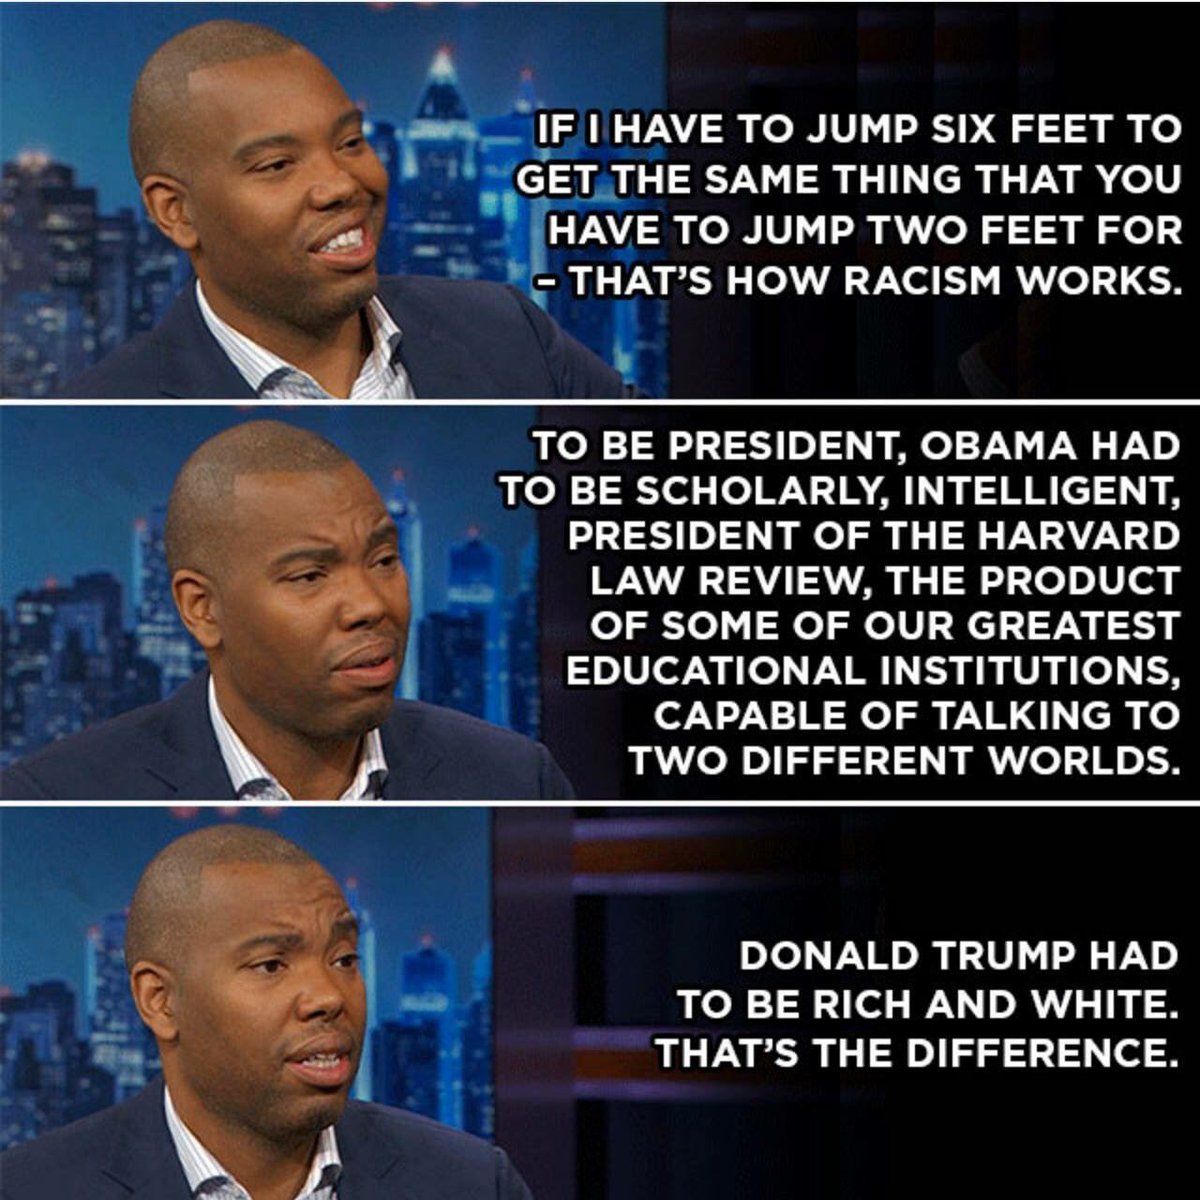 IF I HAVE TO JUMP SIX FEET TO
GET THE SAME THING THAT YOU
HAVE TO JUMP TWO FEET FOR
– THAT'S HOW RACISM WORKS.
TO BE PRESIDENT, OBAMA HAD
TO BE SCHOLARLY, INTELLIGENT,
PRESIDENT OF THE HARVARD
LAW REVIEW, THE PRODUCT
OF SOME OF OUR GREATEST
EDUCATIONAL INSTITUTIONS,
CAPABLE OF TALKING TO
TWO DIFFERENT WORLDS.
DONALD TRUMP HAD
TO BE RICH AND WHITE.
THAT'S THE DIFFERENCE.